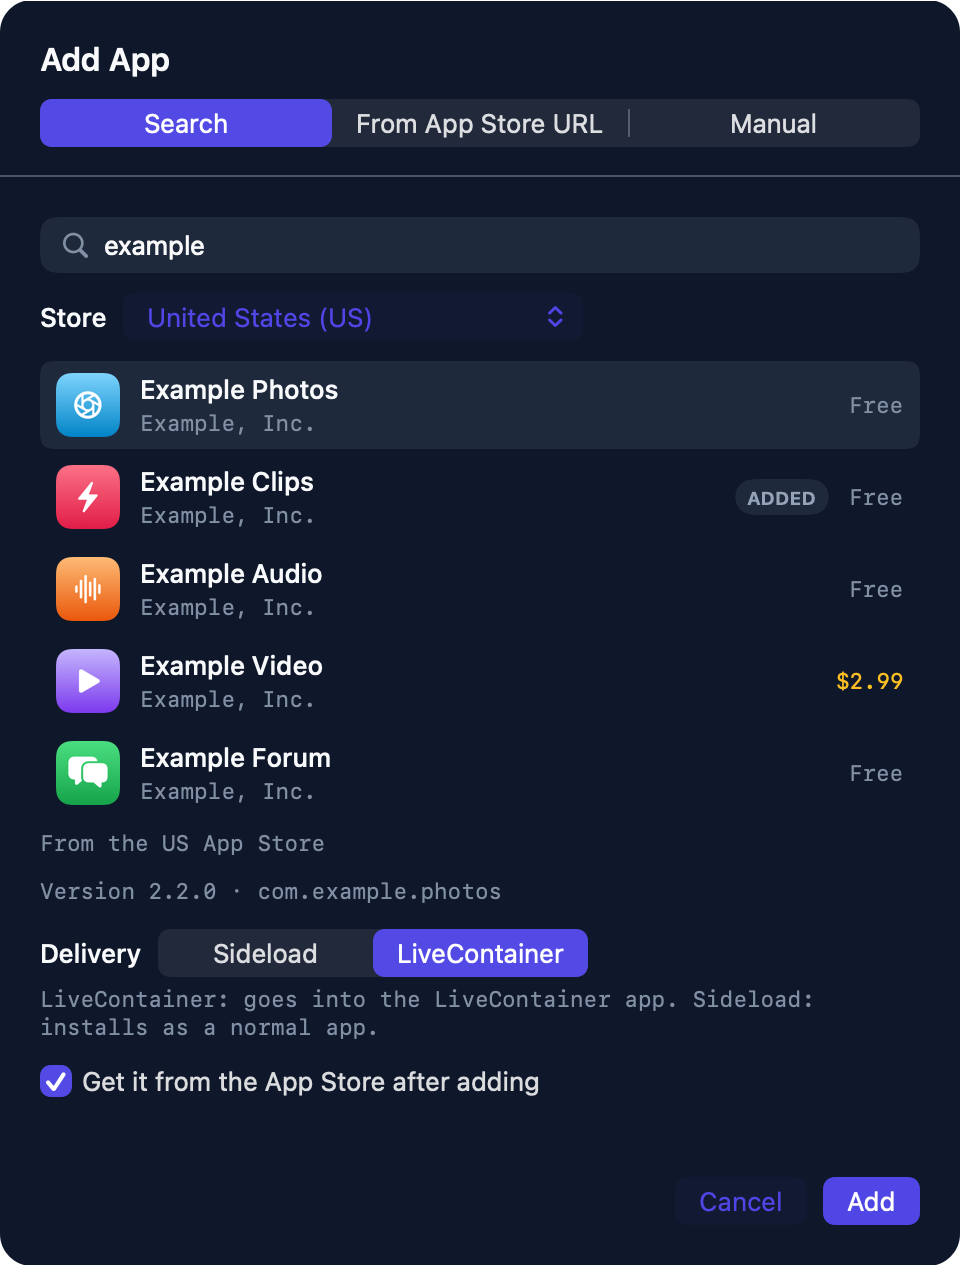 Add App
Search
From App Store URL
Manual
example
Store
United States (US)
Example Photos
Example, Inc.
Free
Example Clips
Example, Inc.
ADDED
Free
Example Audio
Example, Inc.
Free
Example Video
Example, Inc.
$2.99
Example Forum
Example, Inc.
Free
From the US App Store
Version 2.2.0 · com.example.photos
Delivery
Sideload
LiveContainer
LiveContainer: goes into the LiveContainer app. Sideload:
installs as a normal app.
Get it from the App Store after adding
Cancel
Add